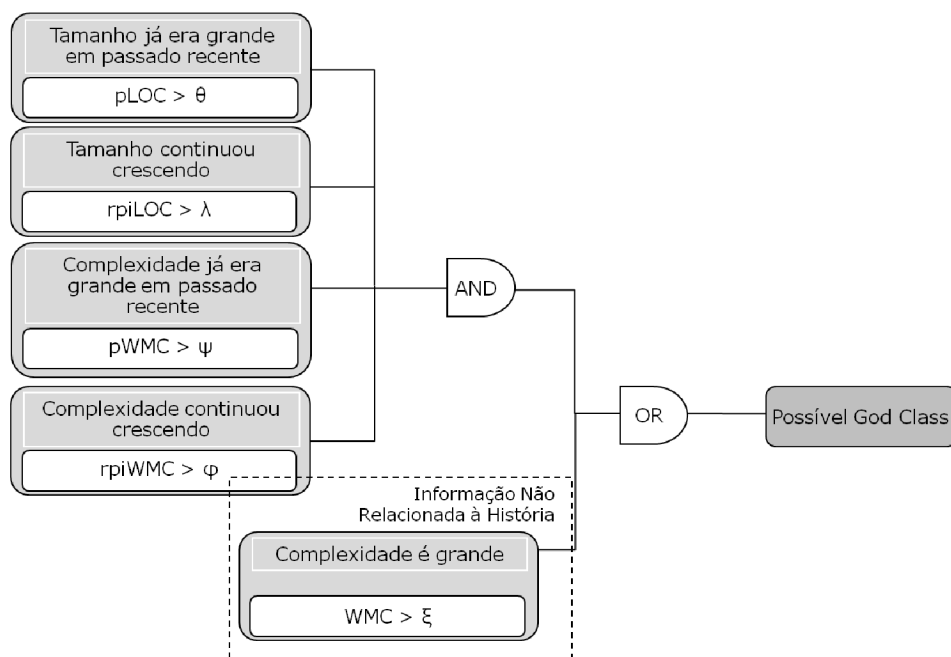 Tamanho já era grande
em passado recente
pLOC > θ
Tamanho continuou
crescendo
rpiLOC > λ
Complexidade já era
grande em passado
recente
pWMC > ψ
Complexidade continuou
crescendo
rpiWMC > φ
AND
OR
Possível God Class
Informação Não
Relacionada à História
Complexidade é grande
WMC > ξ